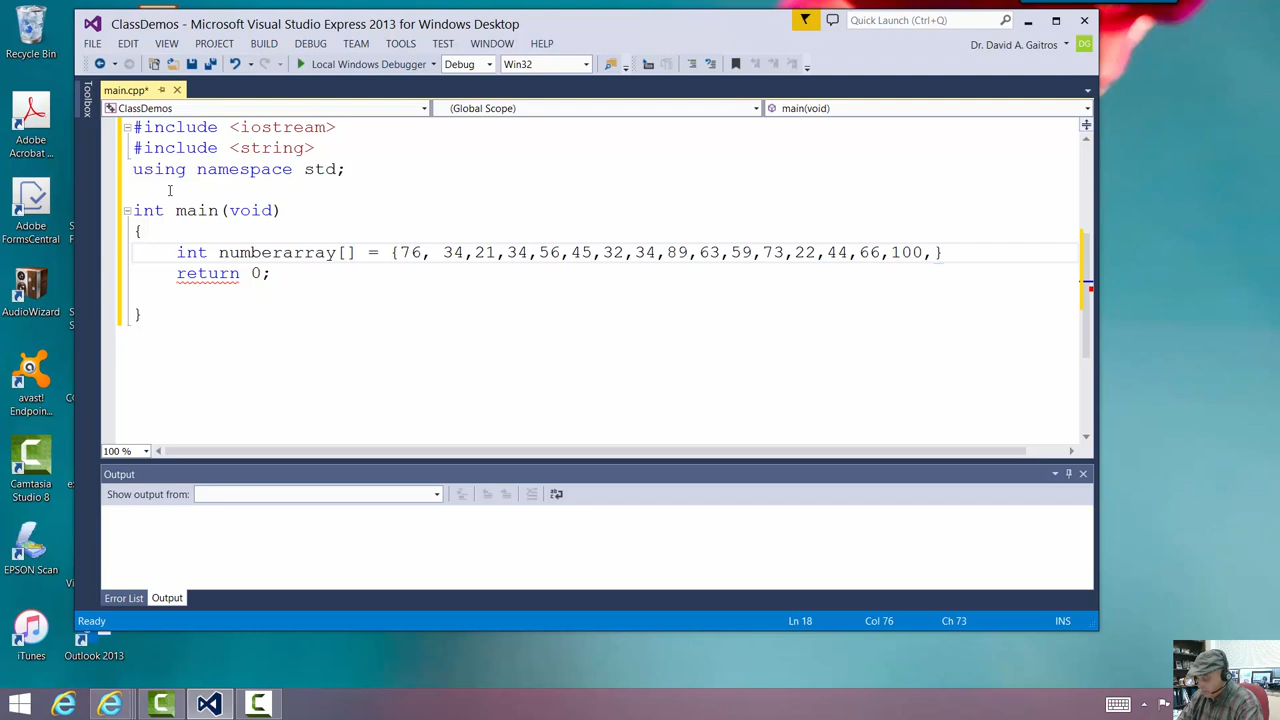 Recycle Bin
Adobe Acrobat ...
Adobe FormsCentral
AudioWizard
avast! Endpoin...
Camtasia Studio 8
EPSON Scan
iTunes
Outlook 2013
ClassDemos - Microsoft Visual Studio Express 2013 for Windows Desktop
Quick Launch (Ctrl+Q)
FILE EDIT VIEW PROJECT BUILD DEBUG TEAM TOOLS TEST WINDOW HELP
Dr. David A. Gaitros DG
Local Windows Debugger Debug Win32
Toolbox
main.cpp*
ClassDemos (Global Scope) main(void)
#include <iostream>
#include <string>
using namespace std;
int main(void)
{
int numberarray[] = {76, 34,21,34,56,45,32,34,89,63,59,73,22,44,66,100,}
return 0;
}
100 %
Output
Show output from:
Error List Output
Ready Ln 18 Col 76 Ch 73 INS